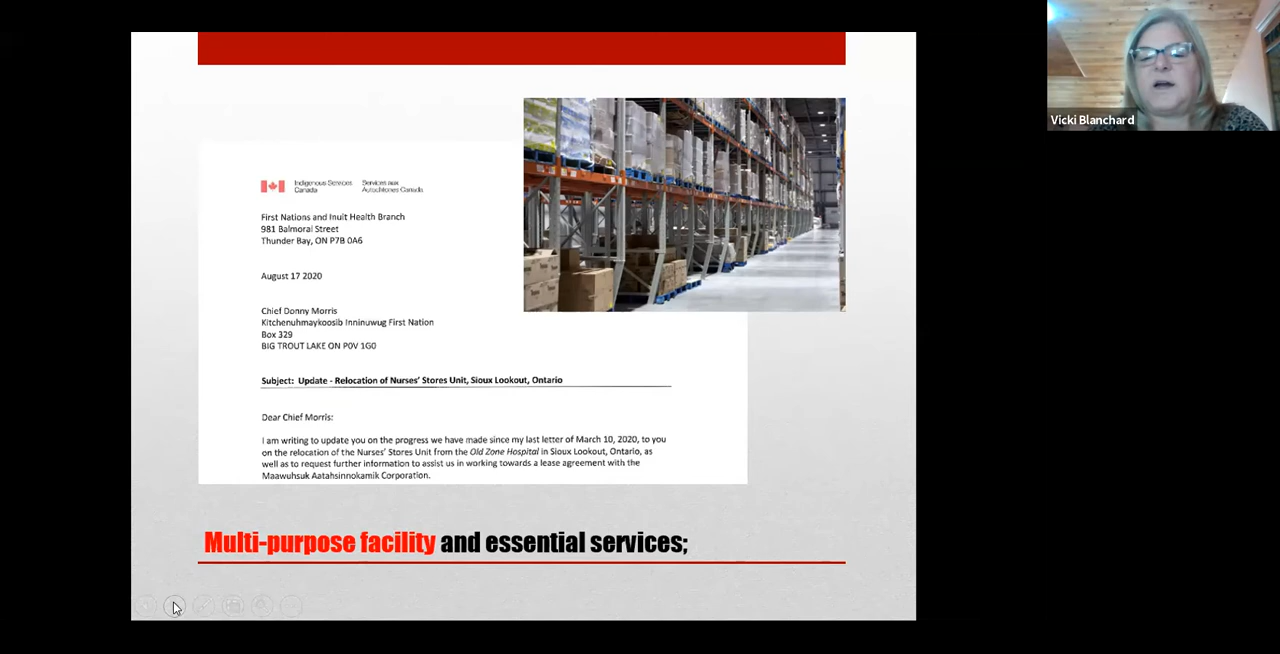 Indigenous Services
Canada
Services aux
Autochtones Canada
First Nations and Inuit Health Branch
981 Balmoral Street
Thunder Bay, ON P7B 0A6
August 17 2020
Chief Donny Morris
Kitchenuhmaykoosib Inninuwug First Nation
Box 329
BIG TROUT LAKE ON P0V 1G0
Subject: Update - Relocation of Nurses' Stores Unit, Sioux Lookout, Ontario
Dear Chief Morris:
I am writing to update you on the progress we have made since my last letter of March 10, 2020, to you
on the relocation of the Nurses' Stores Unit from the Old Zone Hospital in Sioux Lookout, Ontario, as
well as to request further information to assist us in working towards a lease agreement with the
Maawuhsuk Aatahsinnokamik Corporation.
Multi-purpose facility and essential services;
Vicki Blanchard